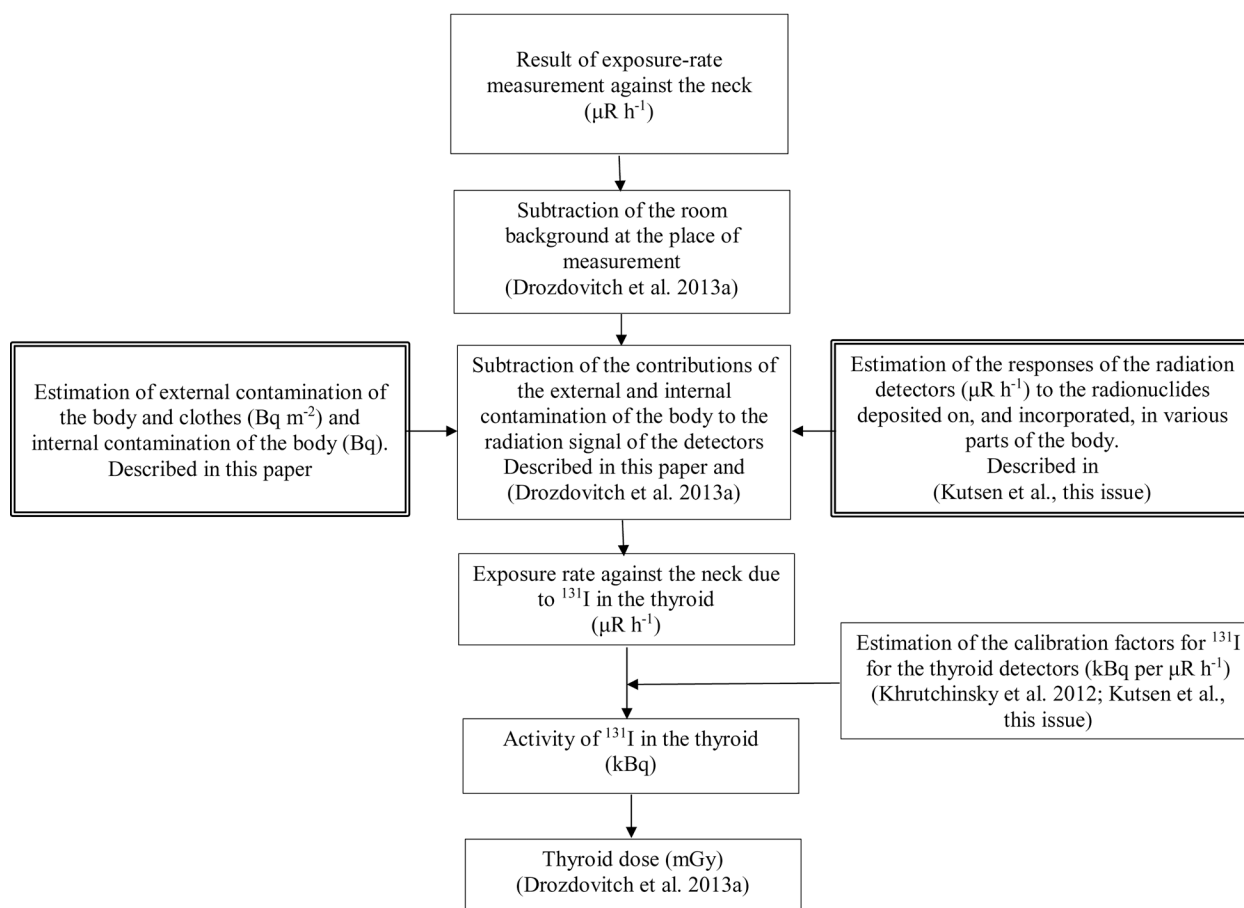 Result of exposure-rate
measurement against the neck
(μR h⁻¹)
Subtraction of the room
background at the place of
measurement
(Drozdovitch et al. 2013a)
Estimation of external contamination of
the body and clothes (Bq m⁻²) and
internal contamination of the body (Bq).
Described in this paper
Subtraction of the contributions of
the external and internal
contamination of the body to the
radiation signal of the detectors
Described in this paper and
(Drozdovitch et al. 2013a)
Estimation of the responses of the radiation
detectors (μR h⁻¹) to the radionuclides
deposited on, and incorporated, in various
parts of the body.
Described in
(Kutsen et al., this issue)
Exposure rate against the neck due
to ¹³¹I in the thyroid
(μR h⁻¹)
Estimation of the calibration factors for ¹³¹I
for the thyroid detectors (kBq per μR h⁻¹)
(Khrutchinsky et al. 2012; Kutsen et al.,
this issue)
Activity of ¹³¹I in the thyroid
(kBq)
Thyroid dose (mGy)
(Drozdovitch et al. 2013a)